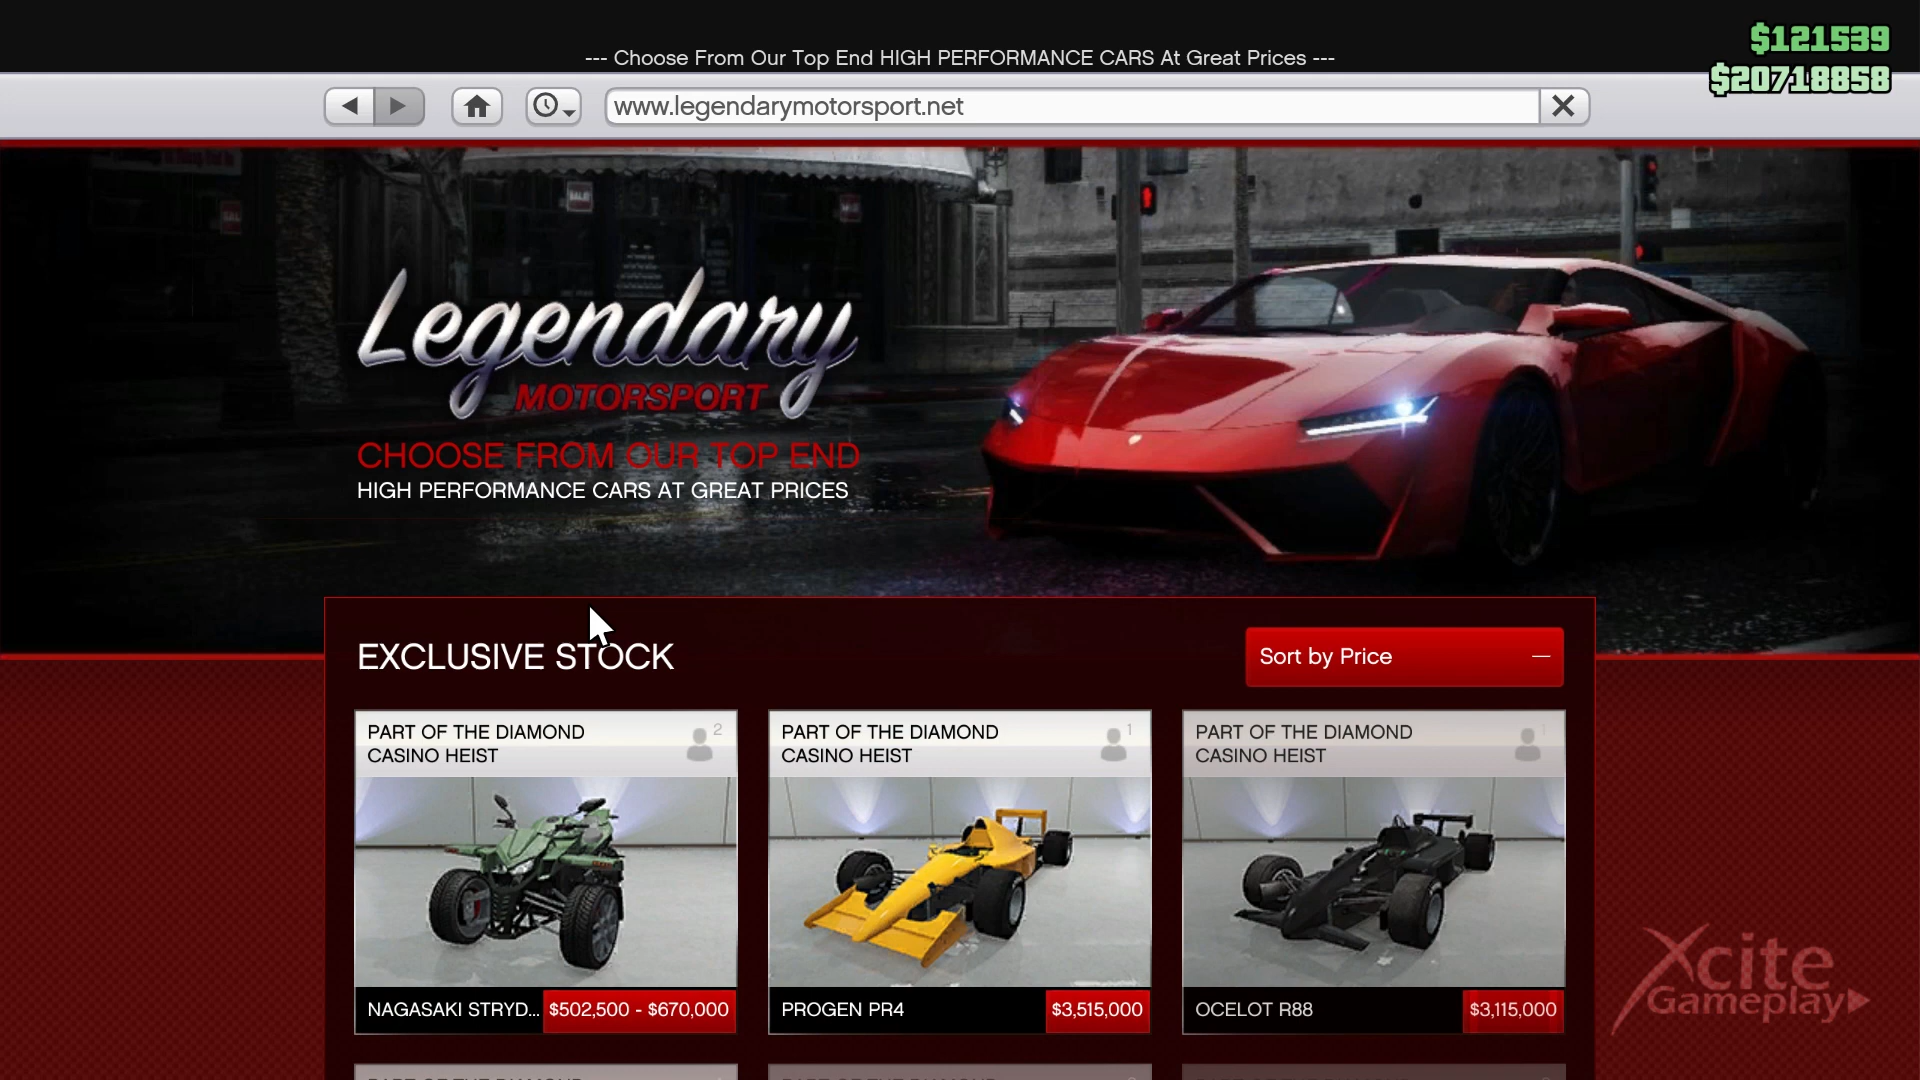 --- Choose From Our Top End HIGH PERFORMANCE CARS At Great Prices ---
$121539
$20718858
www.legendarymotorsport.net
SALE!
Legendary
MOTORSPORT
CHOOSE FROM OUR TOP END
HIGH PERFORMANCE CARS AT GREAT PRICES
EXCLUSIVE STOCK
Sort by Price
PART OF THE DIAMOND
CASINO HEIST
2
PART OF THE DIAMOND
CASINO HEIST
1
PART OF THE DIAMOND
CASINO HEIST
1
NAGASAKI STRYD...
$502,500 - $670,000
PROGEN PR4
$3,515,000
OCELOT R88
$3,115,000
Xcite
Gameplay